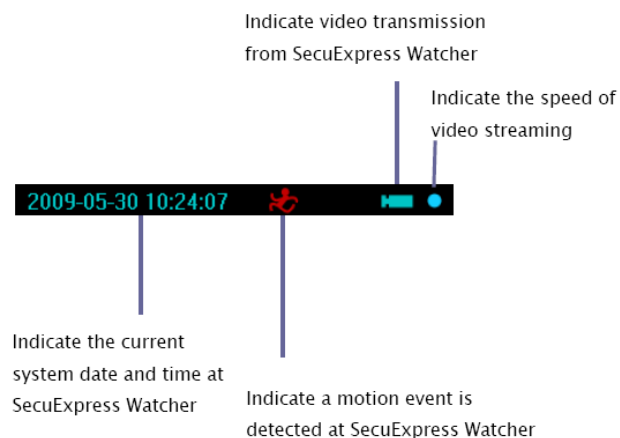 Indicate video transmission
from SecuExpress Watcher
Indicate the speed of
video streaming
2009-05-30 10:24:07
Indicate the current
system date and time at
SecuExpress Watcher
Indicate a motion event is
detected at SecuExpress Watcher